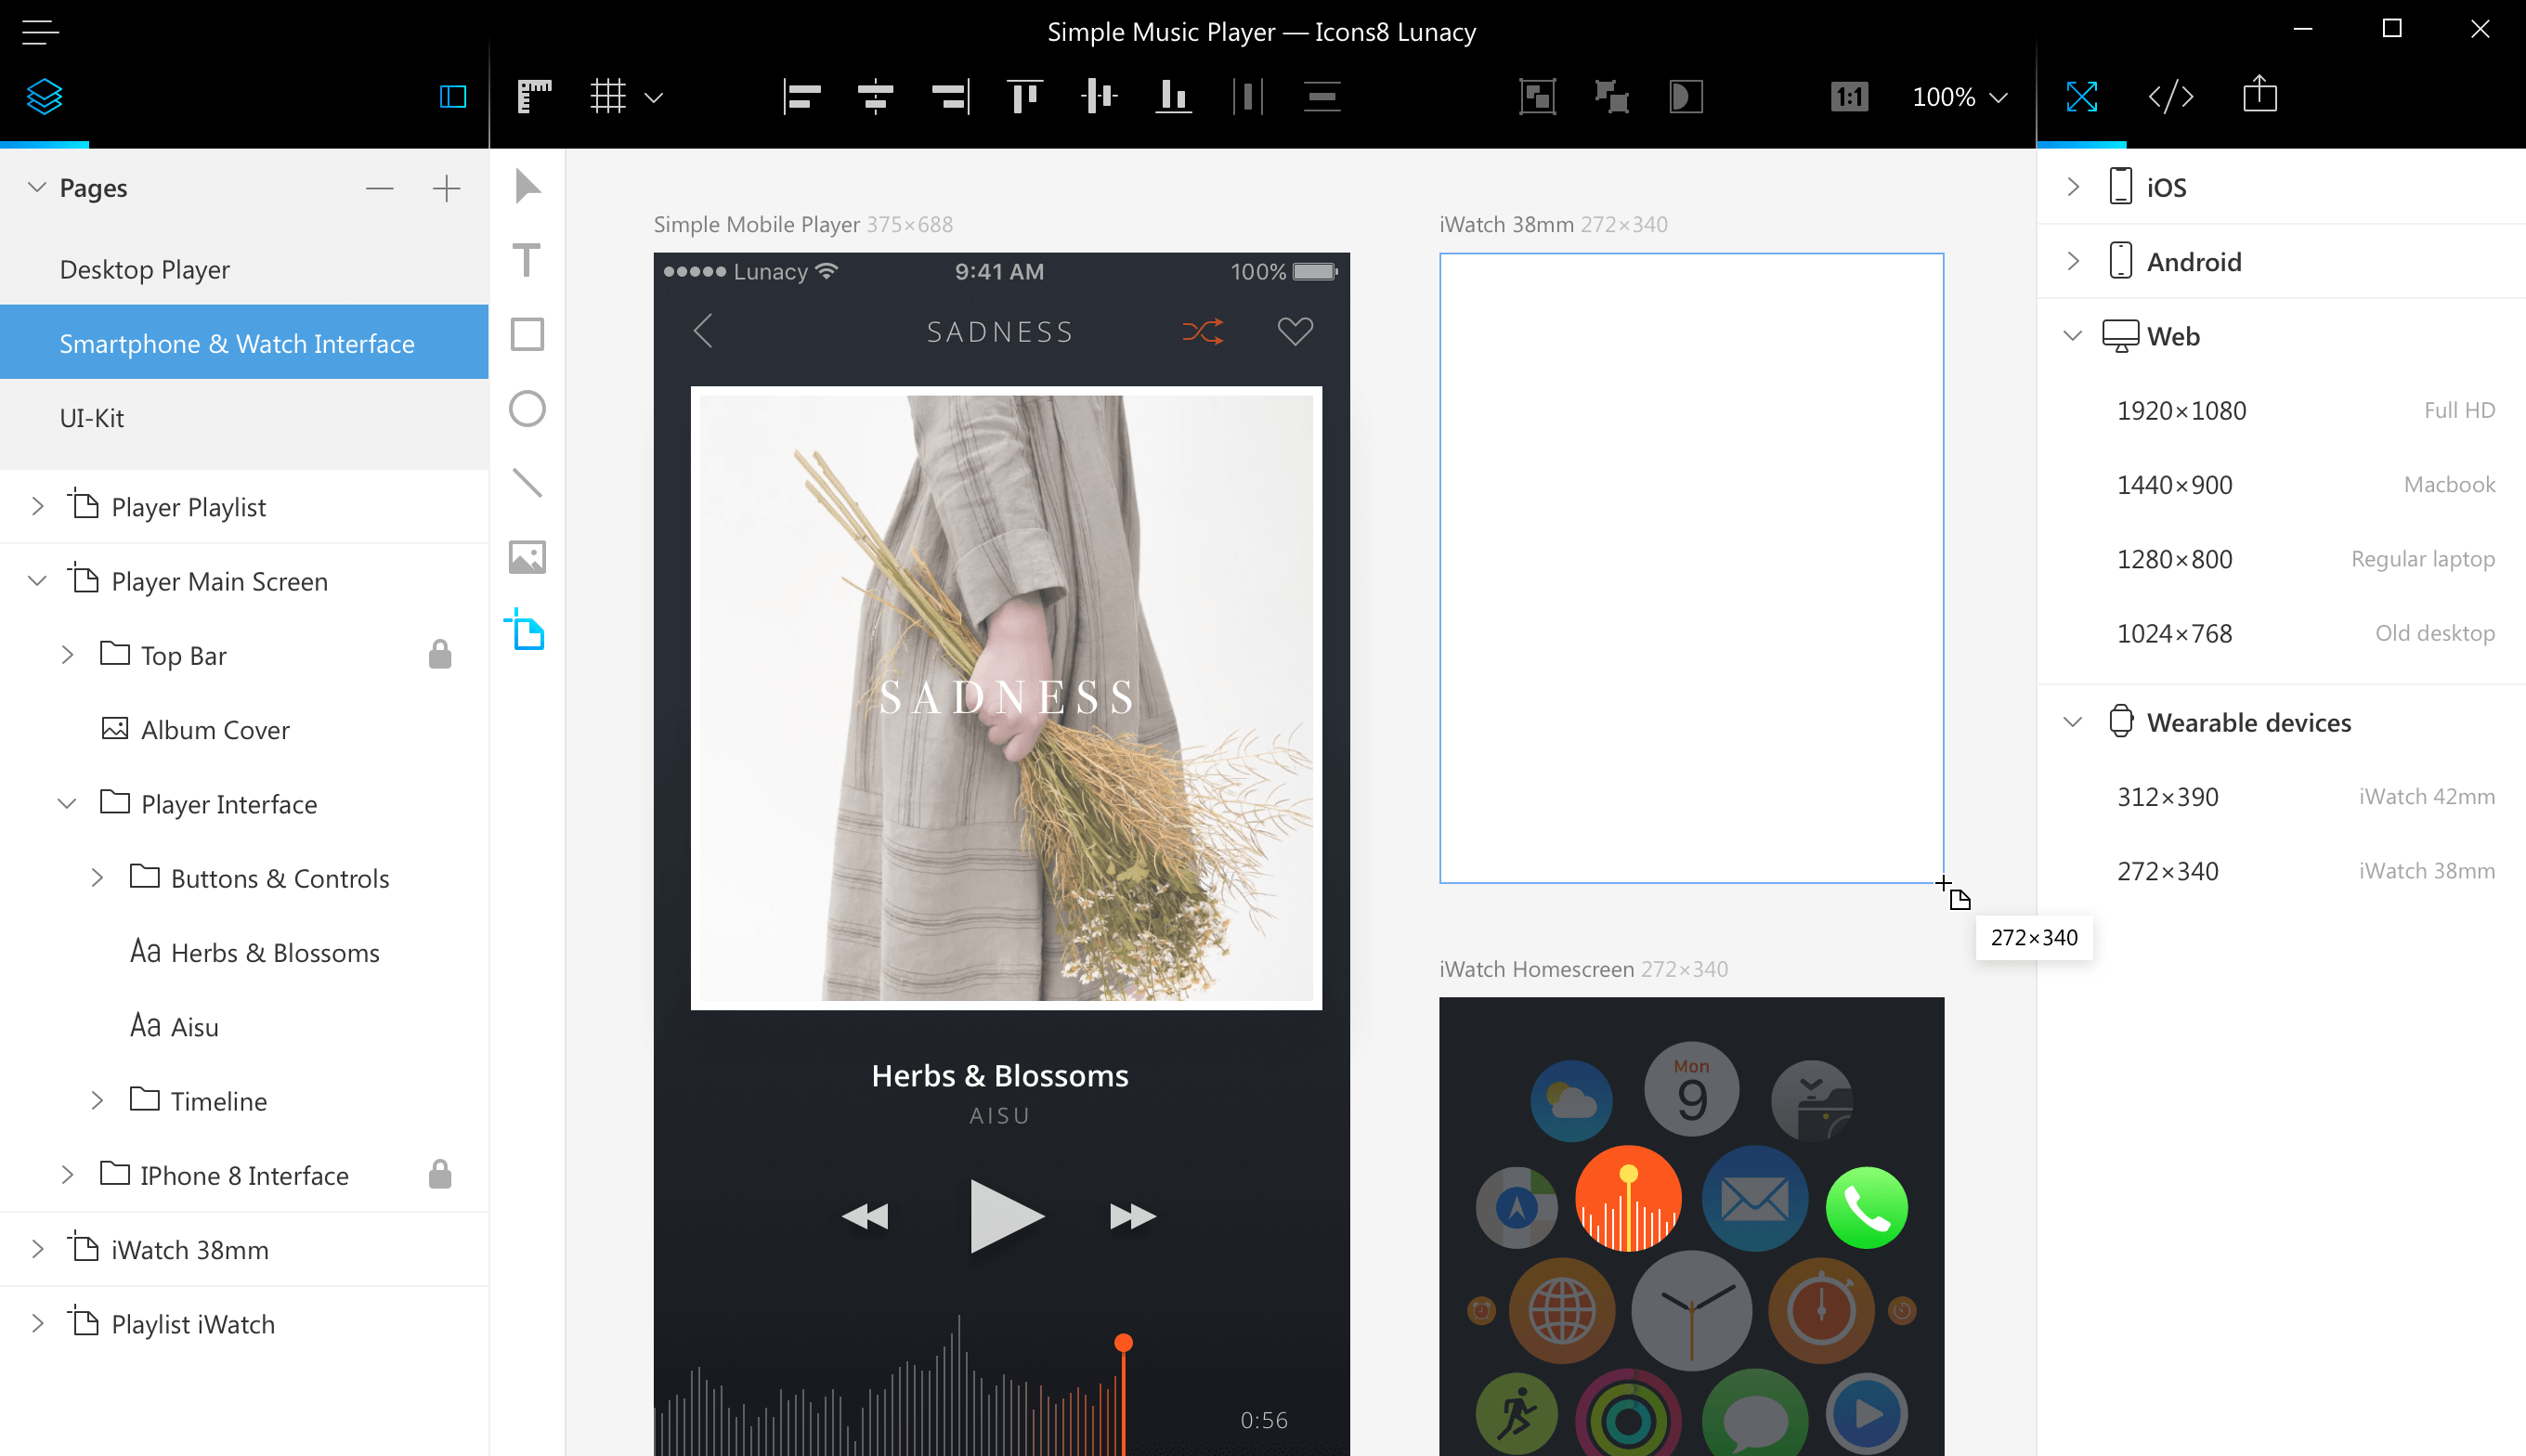 Simple Music Player — Icons8 Lunacy
1:1
100%
Pages
Desktop Player
Smartphone & Watch Interface
UI-Kit
Player Playlist
Player Main Screen
Top Bar
Album Cover
Player Interface
Buttons & Controls
Aa Herbs & Blossoms
Aa Aisu
Timeline
IPhone 8 Interface
iWatch 38mm
Playlist iWatch
T
Simple Mobile Player 375×688
Lunacy 9:41 AM 100%
SADNESS
SADNESS
Herbs & Blossoms
AISU
0:56
iWatch 38mm 272×340
272×340
iWatch Homescreen 272×340
Mon
9
iOS
Android
Web
1920×1080 Full HD
1440×900 Macbook
1280×800 Regular laptop
1024×768 Old desktop
Wearable devices
312×390 iWatch 42mm
272×340 iWatch 38mm